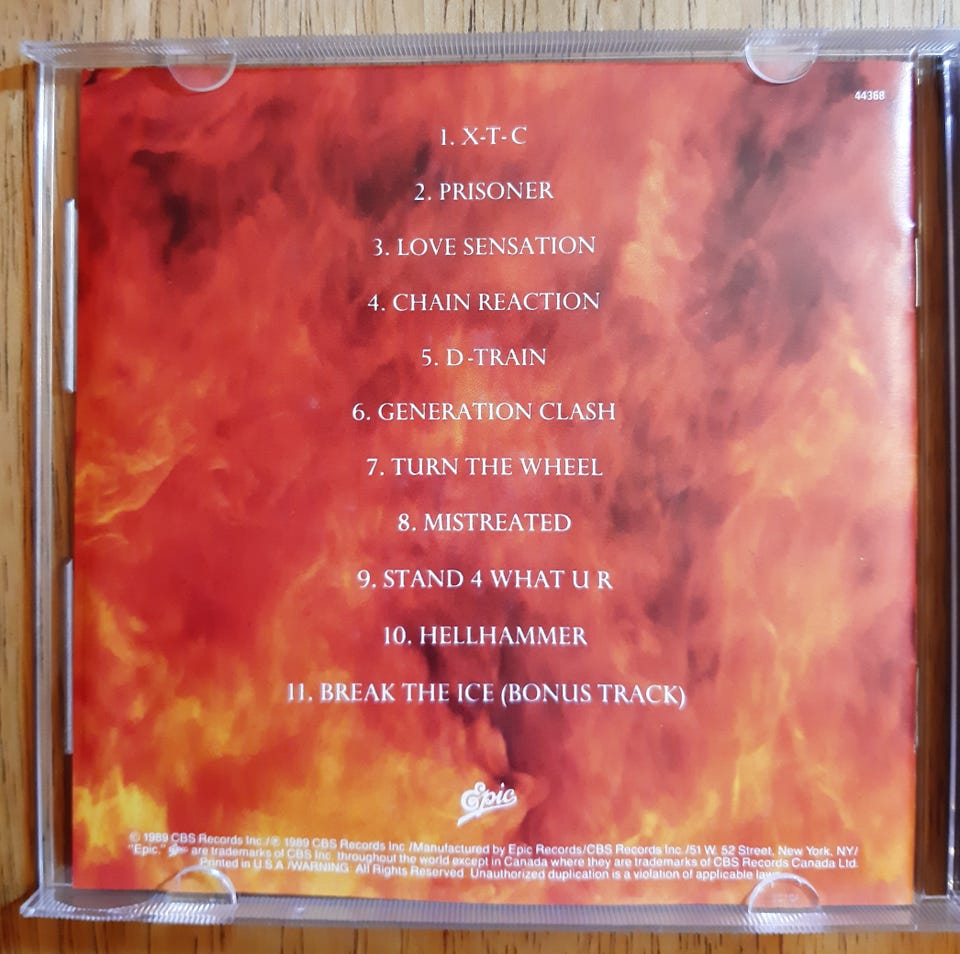 44368
1. X-T-C
2. PRISONER
3. LOVE SENSATION
4. CHAIN REACTION
5. D-TRAIN
6. GENERATION CLASH
7. TURN THE WHEEL
8. MISTREATED
9. STAND 4 WHAT U R
10. HELLHAMMER
11. BREAK THE ICE (BONUS TRACK)
Epic
© 1989 CBS Records Inc./℗ 1989 CBS Records Inc./Manufactured by Epic Records/CBS Records Inc./51 W. 52 Street, New York, NY/
"Epic," Epic are trademarks of CBS Inc. throughout the world except in Canada where they are trademarks of CBS Records Canada Ltd.
Printed in U.S.A./WARNING: All Rights Reserved. Unauthorized duplication is a violation of applicable laws.